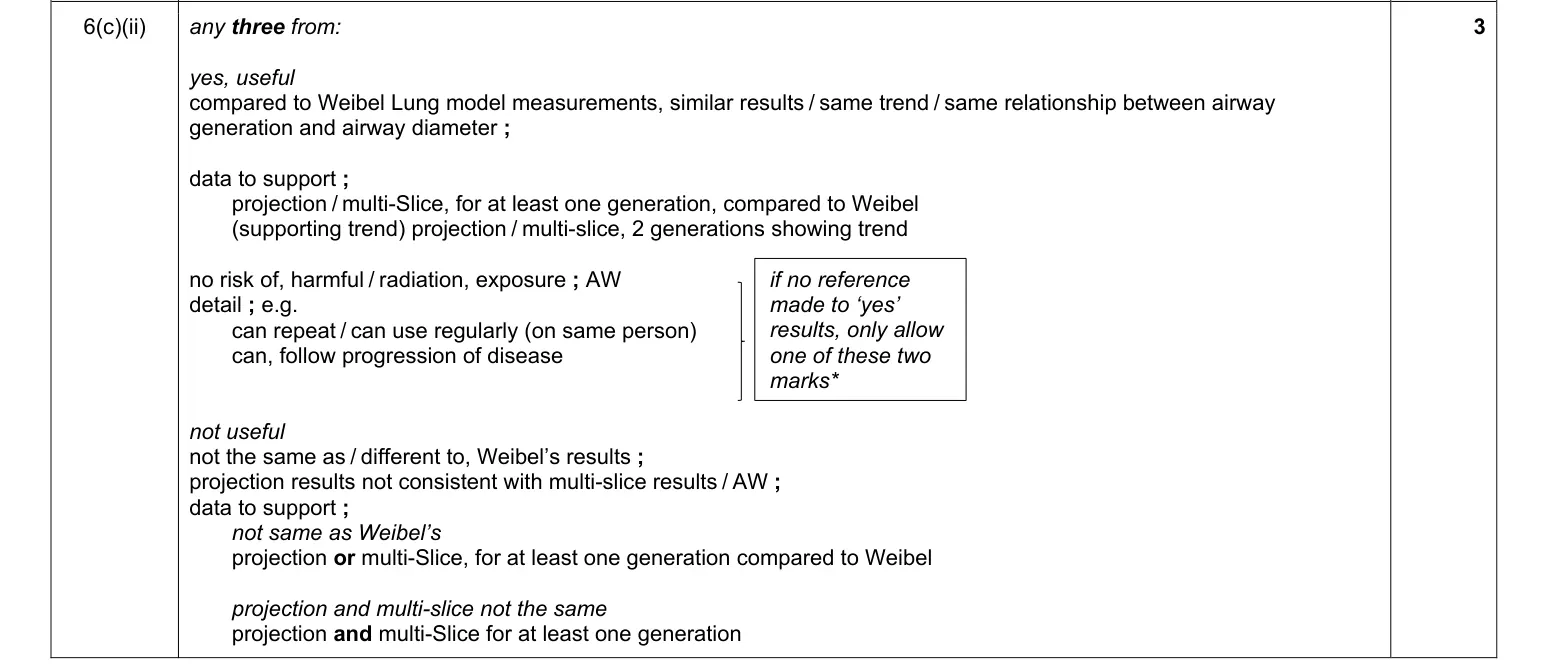 6(c)(ii)
any three from:
3
yes, useful
compared to Weibel Lung model measurements, similar results / same trend / same relationship between airway
generation and airway diameter ;
data to support ;
projection / multi-Slice, for at least one generation, compared to Weibel
(supporting trend) projection / multi-slice, 2 generations showing trend
no risk of, harmful / radiation, exposure ; AW
detail ; e.g.
can repeat / can use regularly (on same person)
can, follow progression of disease
if no reference
made to ‘yes’
results, only allow
one of these two
marks*
not useful
not the same as / different to, Weibel’s results ;
projection results not consistent with multi-slice results / AW ;
data to support ;
not same as Weibel’s
projection or multi-Slice, for at least one generation compared to Weibel
projection and multi-slice not the same
projection and multi-Slice for at least one generation